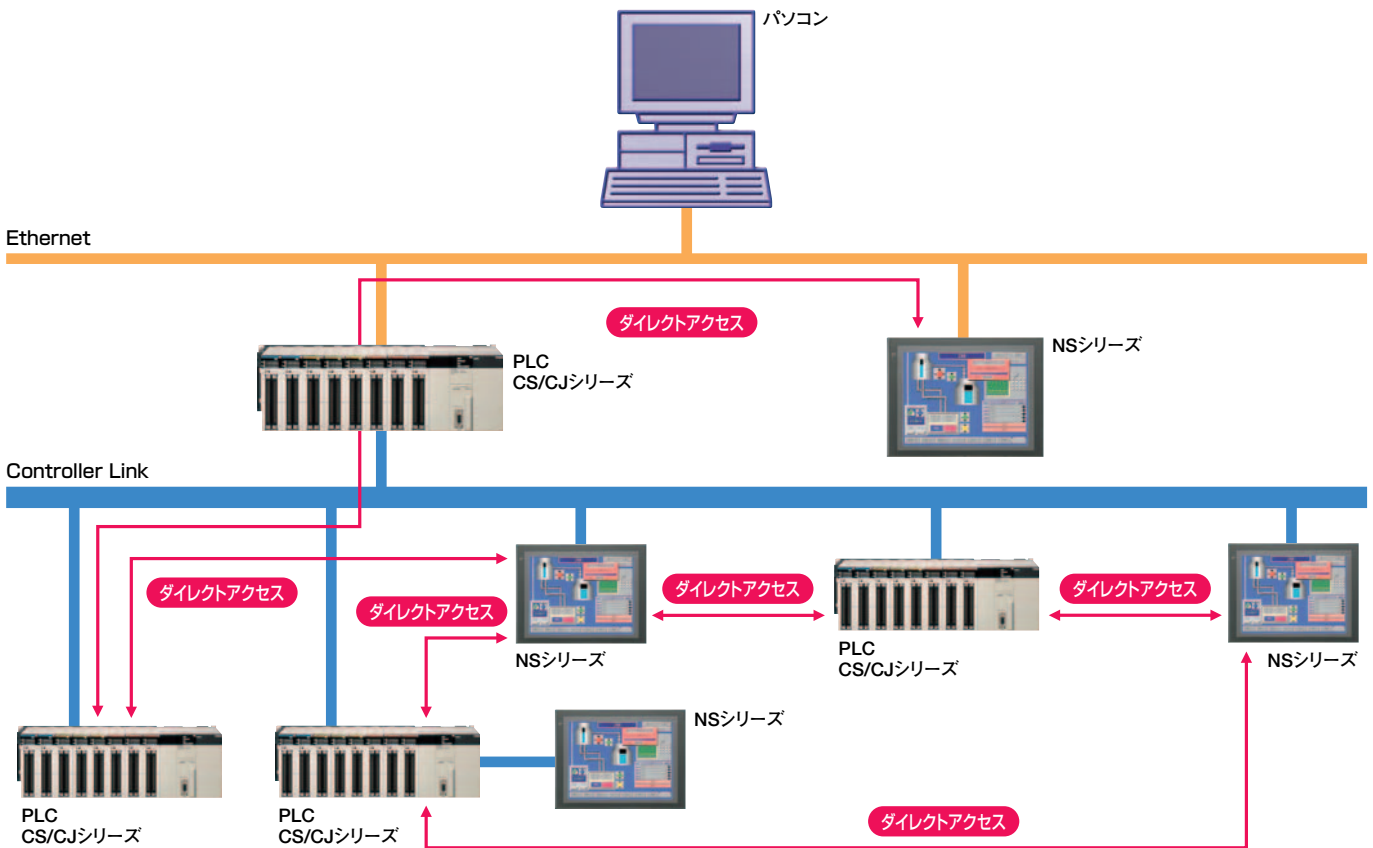 パソコン
Ethernet
ダイレクトアクセス
NSシリーズ
PLC
CS/CJシリーズ
Controller Link
ダイレクトアクセス
ダイレクトアクセス
ダイレクトアクセス
ダイレクトアクセス
NSシリーズ
PLC
CS/CJシリーズ
NSシリーズ
NSシリーズ
PLC
CS/CJシリーズ
PLC
CS/CJシリーズ
ダイレクトアクセス